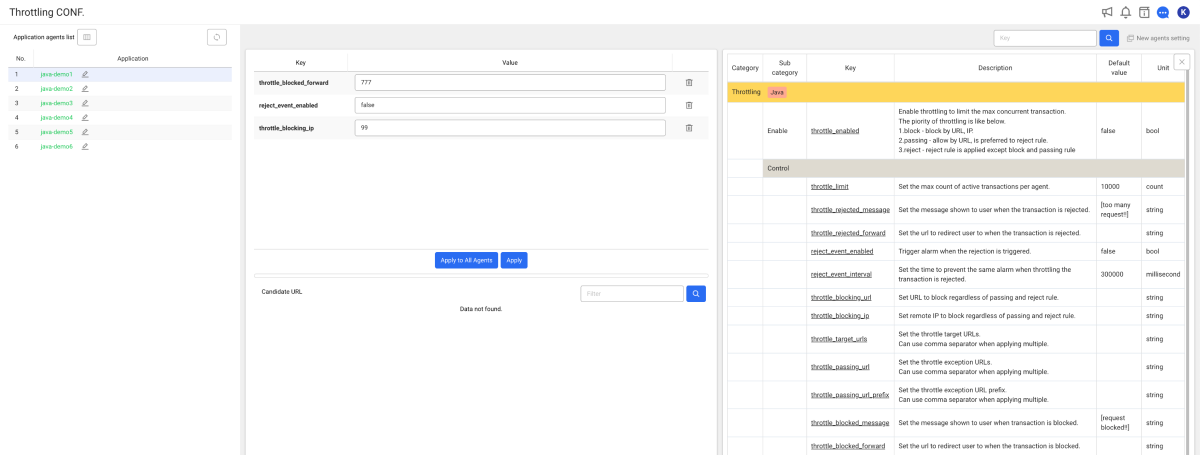 Throttling CONF.
K
Application agents list
No. Application
1 java-demo1
2 java-demo2
3 java-demo3
4 java-demo4
5 java-demo5
6 java-demo6
Key
New agents setting
Key Value
throttle_blocked_forward 777
reject_event_enabled false
throttle_blocking_ip 99
Apply to All Agents Apply
Candidate URL
Filter
Data not found.
Category Sub category Key Description Default value Unit
Throttling Java
Enable throttle_enabled
Enable throttling to limit the max concurrent transaction.
The piority of throttling is like below.
1.block - block by URL, IP.
2.passing - allow by URL, is preferred to reject rule.
3.reject - reject rule is applied except block and passing rule
false bool
Control
throttle_limit Set the max count of active transactions per agent. 10000 count
throttle_rejected_message Set the message shown to user when the transaction is rejected. [too many request!!] string
throttle_rejected_forward Set the url to redirect user to when the transaction is rejected. string
reject_event_enabled Trigger alarm when the rejection is triggered. false bool
reject_event_interval Set the time to prevent the same alarm when throttling the
transaction is rejected. 300000 millisecond
throttle_blocking_url Set URL to block regardless of passing and reject rule. string
throttle_blocking_ip Set remote IP to block regardless of passing and reject rule. string
throttle_target_urls Set the throttle target URLs.
Can use comma separator when applying multiple. string
throttle_passing_url Set the throttle exception URLs.
Can use comma separator when applying multiple. string
throttle_passing_url_prefix Set the throttle exception URL prefix.
Can use comma separator when applying multiple. string
throttle_blocked_message Set the message shown to user when transaction is blocked. [request blocked!!] string
throttle_blocked_forward Set the url to redirect user to when the transaction is blocked. string